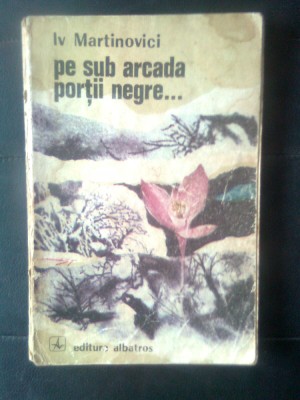 Iv Martinovici
pe sub arcada
porții negre...
editura albatros